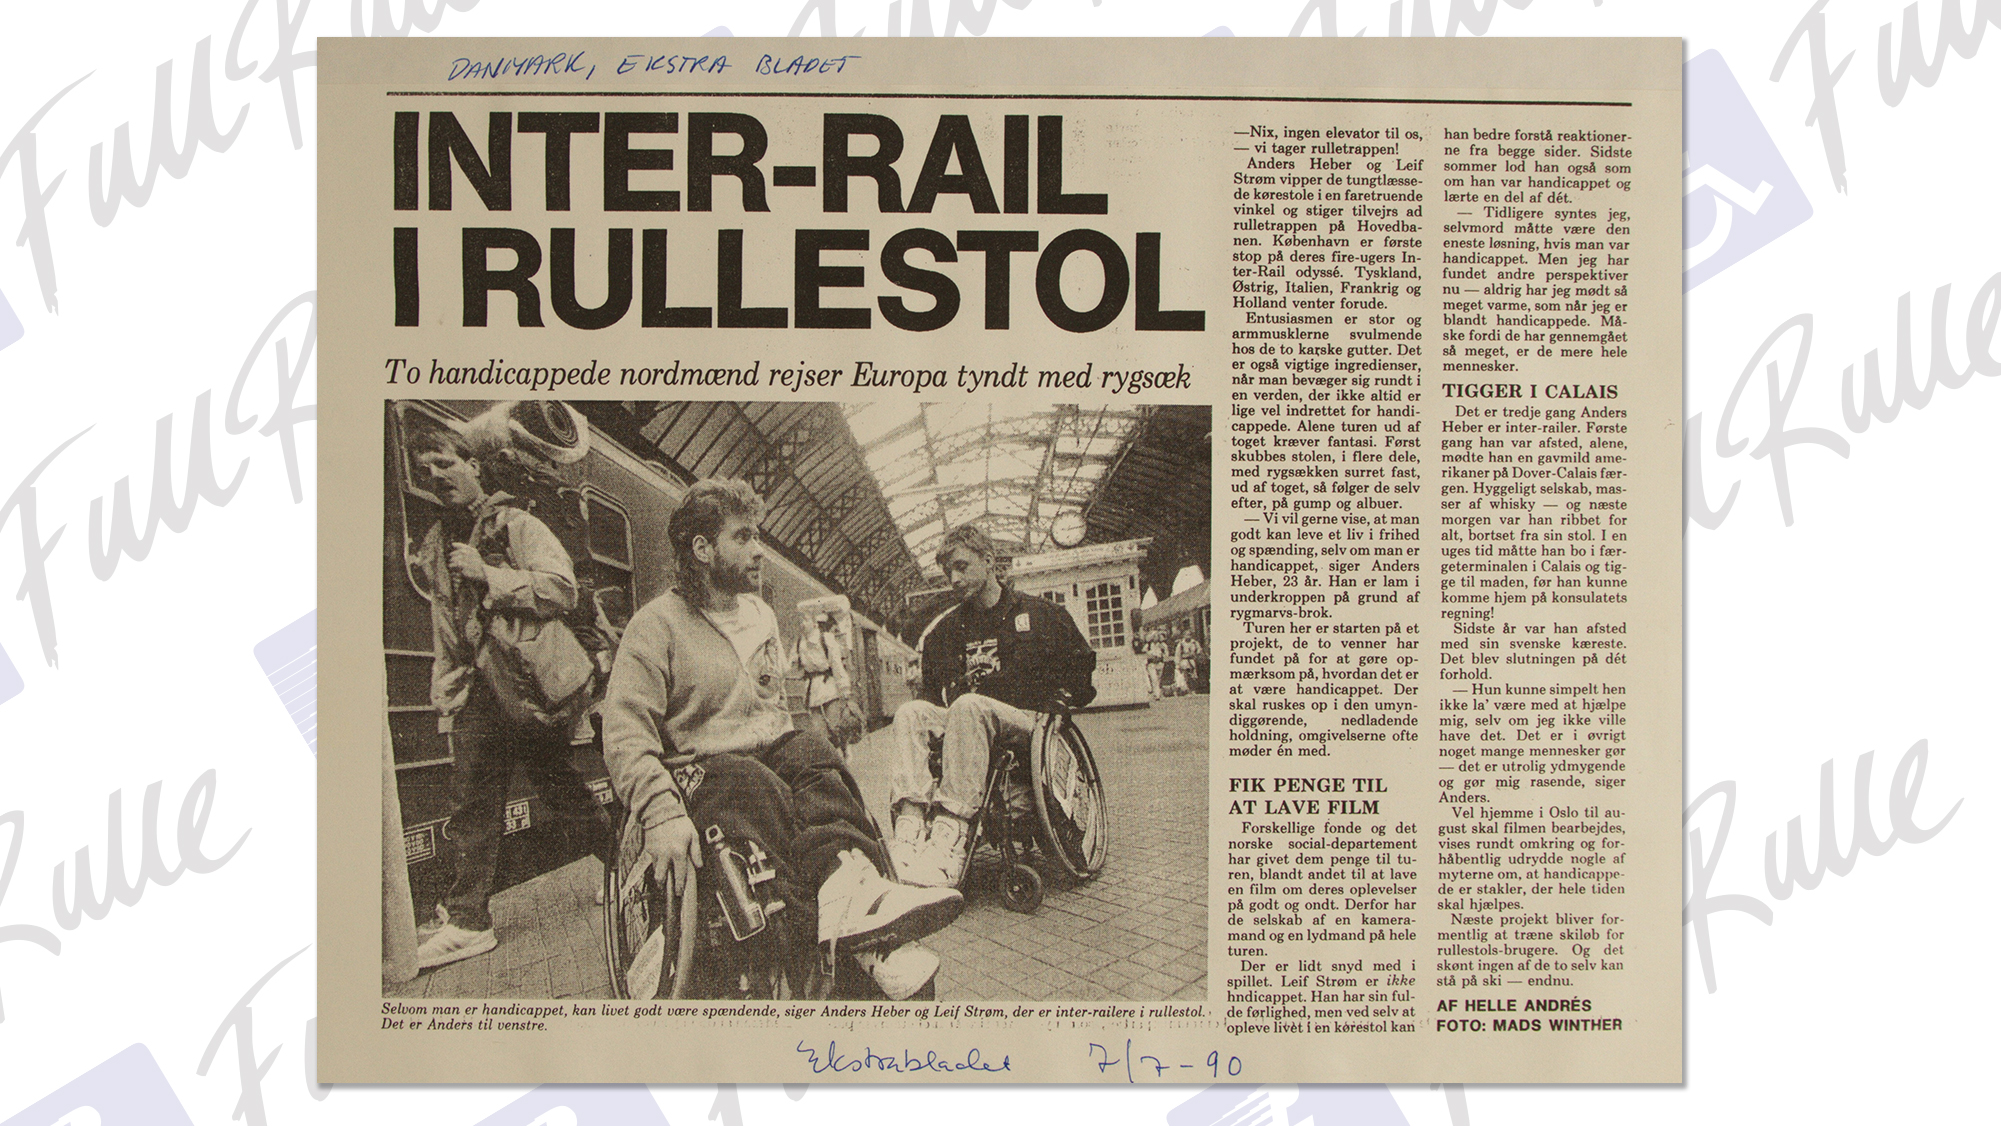 DANMARK, EKSTRA BLADET
INTER-RAIL
I RULLESTOL
To handicappede nordmænd rejser Europa tyndt med rygsæk
Selvom man er handicappet, kan livet godt være spændende, siger Anders Heber og Leif Strøm, der er inter-railere i rullestol.
Det er Anders til venstre.
—Nix, ingen elevator til os,
— vi tager rulletrappen!
Anders Heber og Leif
Strøm vipper de tungtlæsse-
de kørestole i en faretruende
vinkel og stiger tilvejrs ad
rulletrappen på Hovedba-
nen. København er første
stop på deres fire-ugers In-
ter-Rail odyssé. Tyskland,
Østrig, Italien, Frankrig og
Holland venter forude.
Entusiasmen er stor og
armmusklerne svulmende
hos de to karske gutter. Det
er også vigtige ingredienser,
når man bevæger sig rundt i
en verden, der ikke altid er
lige vel indrettet for handi-
cappede. Alene turen ud af
toget kræver fantasi. Først
skubbes stolen, i flere dele,
med rygsækken surret fast,
ud af toget, så følger de selv
efter, på gump og albuer.
— Vi vil gerne vise, at man
godt kan leve et liv i frihed
og spænding, selv om man er
handicappet, siger Anders
Heber, 23 år. Han er lam i
underkroppen på grund af
rygmarvs-brok.
Turen her er starten på et
projekt, de to venner har
fundet på for at gøre op-
mærksom på, hvordan det er
at være handicappet. Der
skal ruskes op i den umyn-
diggørende, nedladende
holdning, omgivelserne ofte
møder én med.
FIK PENGE TIL
AT LAVE FILM
Forskellige fonde og det
norske social-departement
har givet dem penge til tu-
ren, blandt andet til at lave
en film om deres oplevelser
på godt og ondt. Derfor har
de selskab af en kamera-
mand og en lydmand på hele
turen.
Der er lidt snyd med i
spillet. Leif Strøm er ikke
hndicappet. Han har sin ful-
de førlighed, men ved selv at
opleve livet i en kørestol kan
han bedre forstå reaktioner-
ne fra begge sider. Sidste
sommer lod han også som
om han var handicappet og
lærte en del af dét.
— Tidligere syntes jeg,
selvmord måtte være den
eneste løsning, hvis man var
handicappet. Men jeg har
fundet andre perspektiver
nu — aldrig har jeg mødt så
meget varme, som når jeg er
blandt handicappede. Må-
ske fordi de har gennemgået
så meget, er de mere hele
mennesker.
TIGGER I CALAIS
Det er tredje gang Anders
Heber er inter-railer. Første
gang han var afsted, alene,
mødte han en gavmild ame-
rikaner på Dover-Calais fær-
gen. Hyggeligt selskab, mas-
ser af whisky — og næste
morgen var han ribbet for
alt, bortset fra sin stol. I en
uges tid måtte han bo i fær-
geterminalen i Calais og tig-
ge til maden, før han kunne
komme hjem på konsulatets
regning!
Sidste år var han afsted
med sin svenske kæreste.
Det blev slutningen på dét
forhold.
— Hun kunne simpelt hen
ikke la' være med at hjælpe
mig, selv om jeg ikke ville
have det. Det er i øvrigt
noget mange mennesker gør
— det er utrolig ydmygende
og gør mig rasende, siger
Anders.
Vel hjemme i Oslo til au-
gust skal filmen bearbejdes,
vises rundt omkring og for-
håbentlig udrydde nogle af
myterne om, at handicappe-
de er stakler, der hele tiden
skal hjælpes.
Næste projekt bliver for-
mentlig at træne skiløb for
rullestols-brugere. Og det
skønt ingen af de to selv kan
stå på ski — endnu.
AF HELLE ANDRÉS
FOTO: MADS WINTHER
Ekstrabladet 7/7-90
Full Rulle